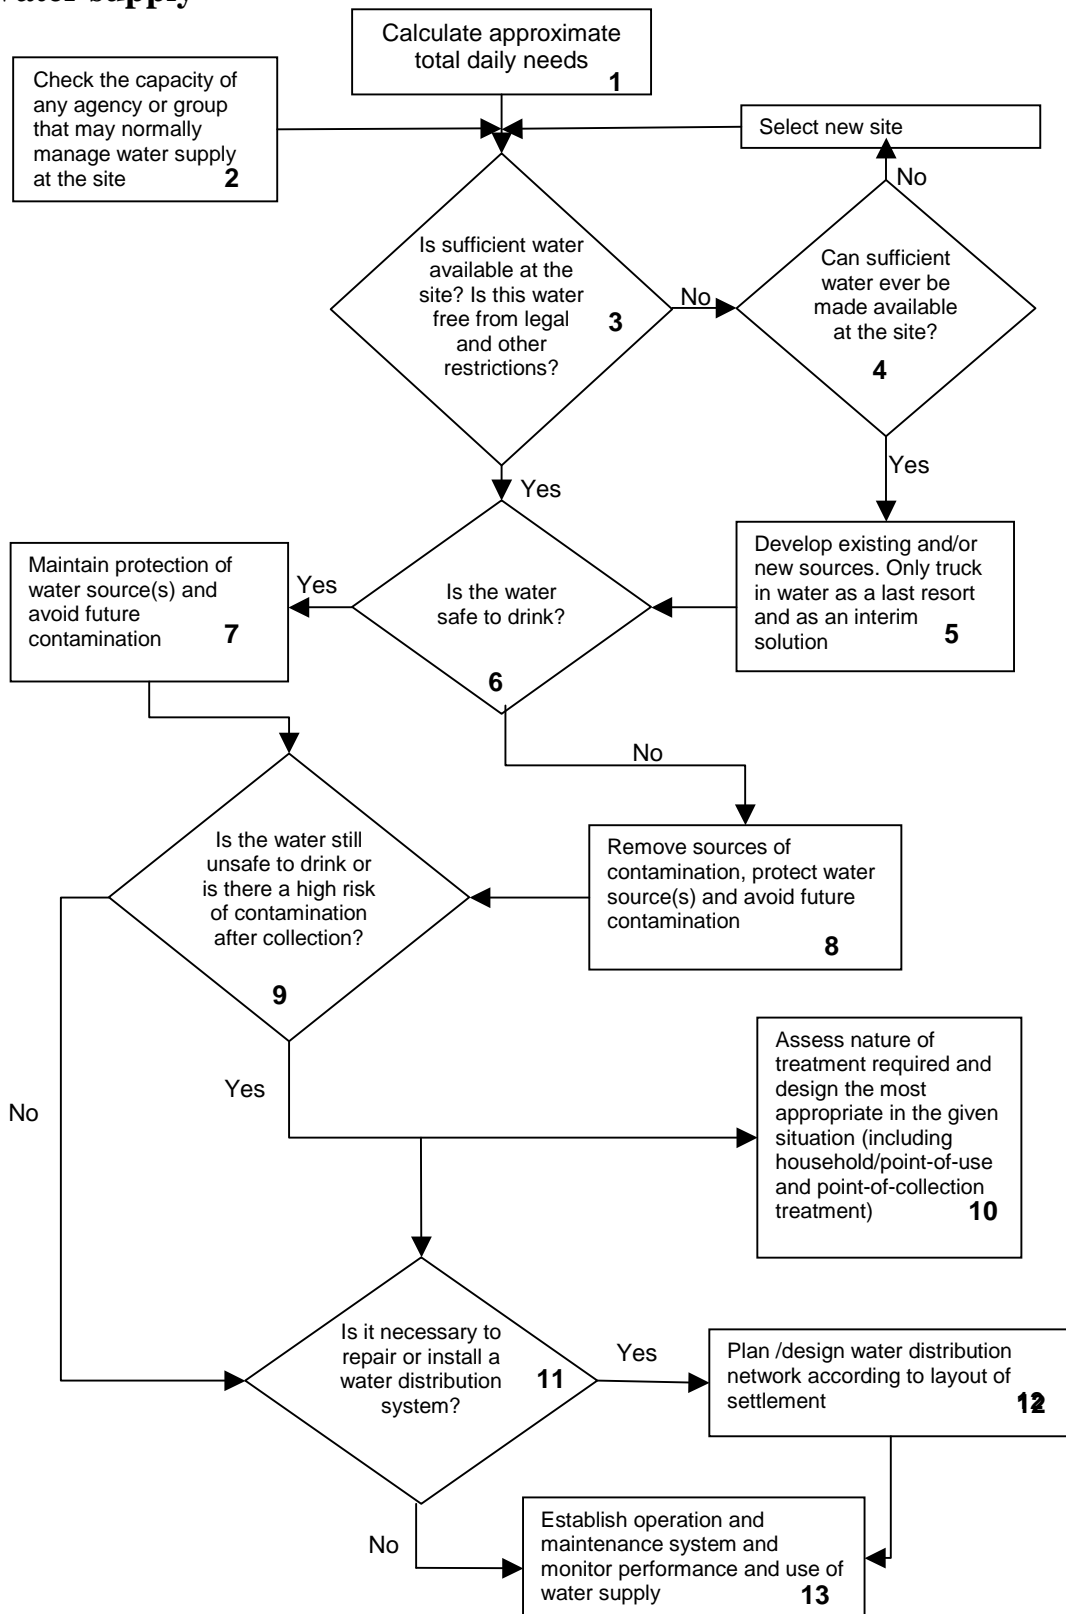 water supply
Calculate approximate
total daily needs
1
Check the capacity of
any agency or group
that may normally
manage water supply
at the site
2
Select new site
No
Is sufficient water
available at the
site? Is this water
free from legal
and other
restrictions?
3
No
Can sufficient
water ever be
made available
at the site?
4
Yes
Yes
Develop existing and/or
new sources. Only truck
in water as a last resort
and as an interim
solution
5
Is the water
safe to drink?
6
Yes
Maintain protection of
water source(s) and
avoid future
contamination
7
No
Remove sources of
contamination, protect water
source(s) and avoid future
contamination
8
Is the water still
unsafe to drink or
is there a high risk
of contamination
after collection?
9
Yes
No
Assess nature of
treatment required and
design the most
appropriate in the given
situation (including
household/point-of-use
and point-of-collection
treatment)
10
Is it necessary to
repair or install a
water distribution
system?
11
Yes
Plan /design water distribution
network according to layout of
settlement
12
No
Establish operation and
maintenance system and
monitor performance and use of
water supply
13